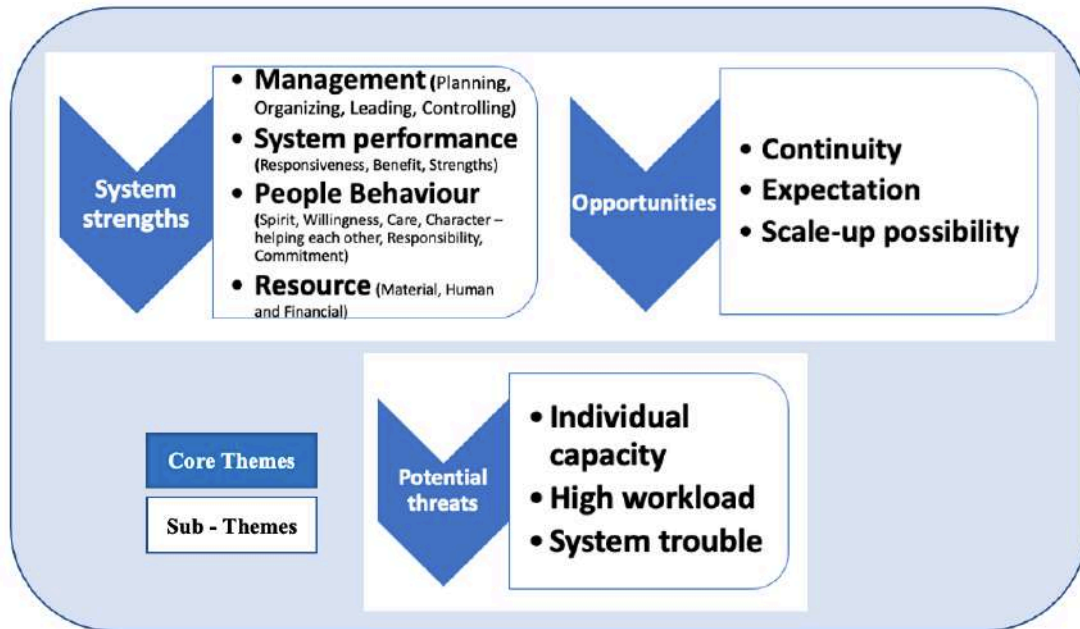 System
strengths
• Management (Planning,
Organizing, Leading, Controlling)
• System performance
(Responsiveness, Benefit, Strengths)
• People Behaviour
(Spirit, Willingness, Care, Character –
helping each other, Responsibility,
Commitment)
• Resource (Material, Human
and Financial)
Opportunities
• Continuity
• Expectation
• Scale-up possibility
Potential
threats
• Individual
capacity
• High workload
• System trouble
Core Themes
Sub - Themes